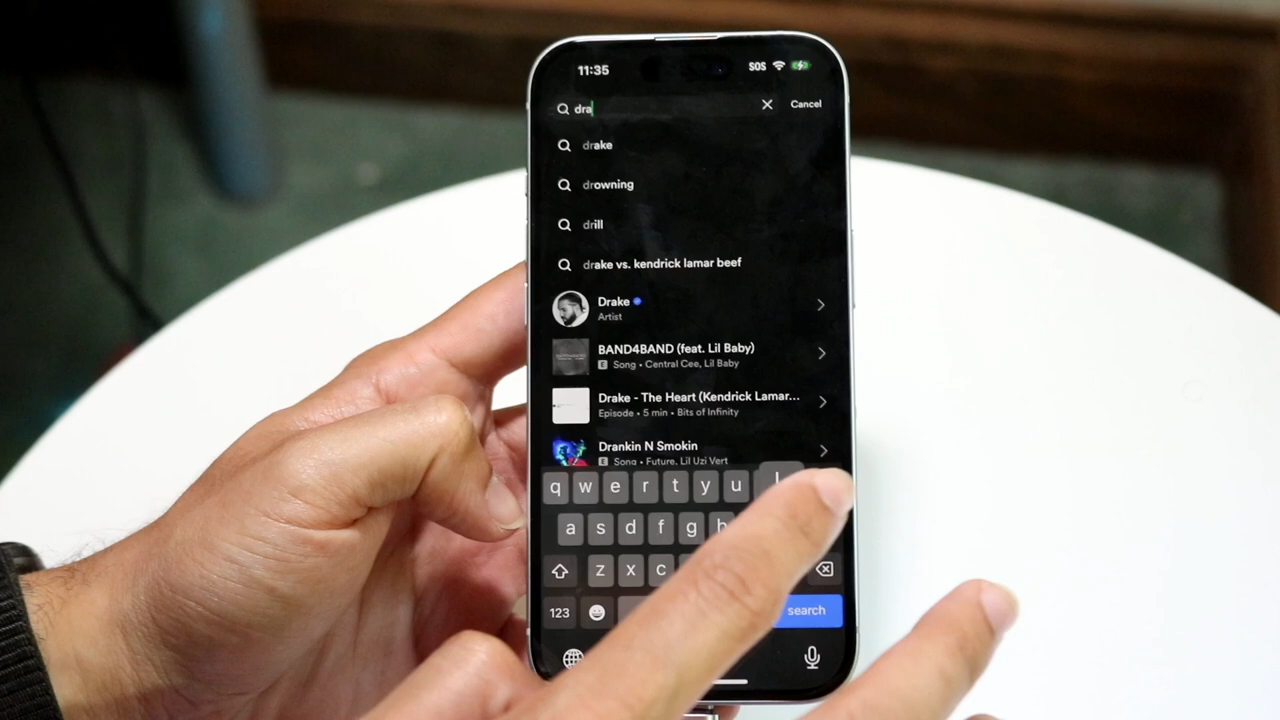 11:35 SOS
dra Cancel
drake
drowning
drill
drake vs. kendrick lamar beef
Drake
Artist
BAND4BAND (feat. Lil Baby)
E Song • Central Cee, Lil Baby
Drake - The Heart (Kendrick Lamar...
Episode • 5 min • Bits of Infinity
Drankin N Smokin
E Song • Future, Lil Uzi Vert
q w e r t y u
a s d f g h
z x c
123 search